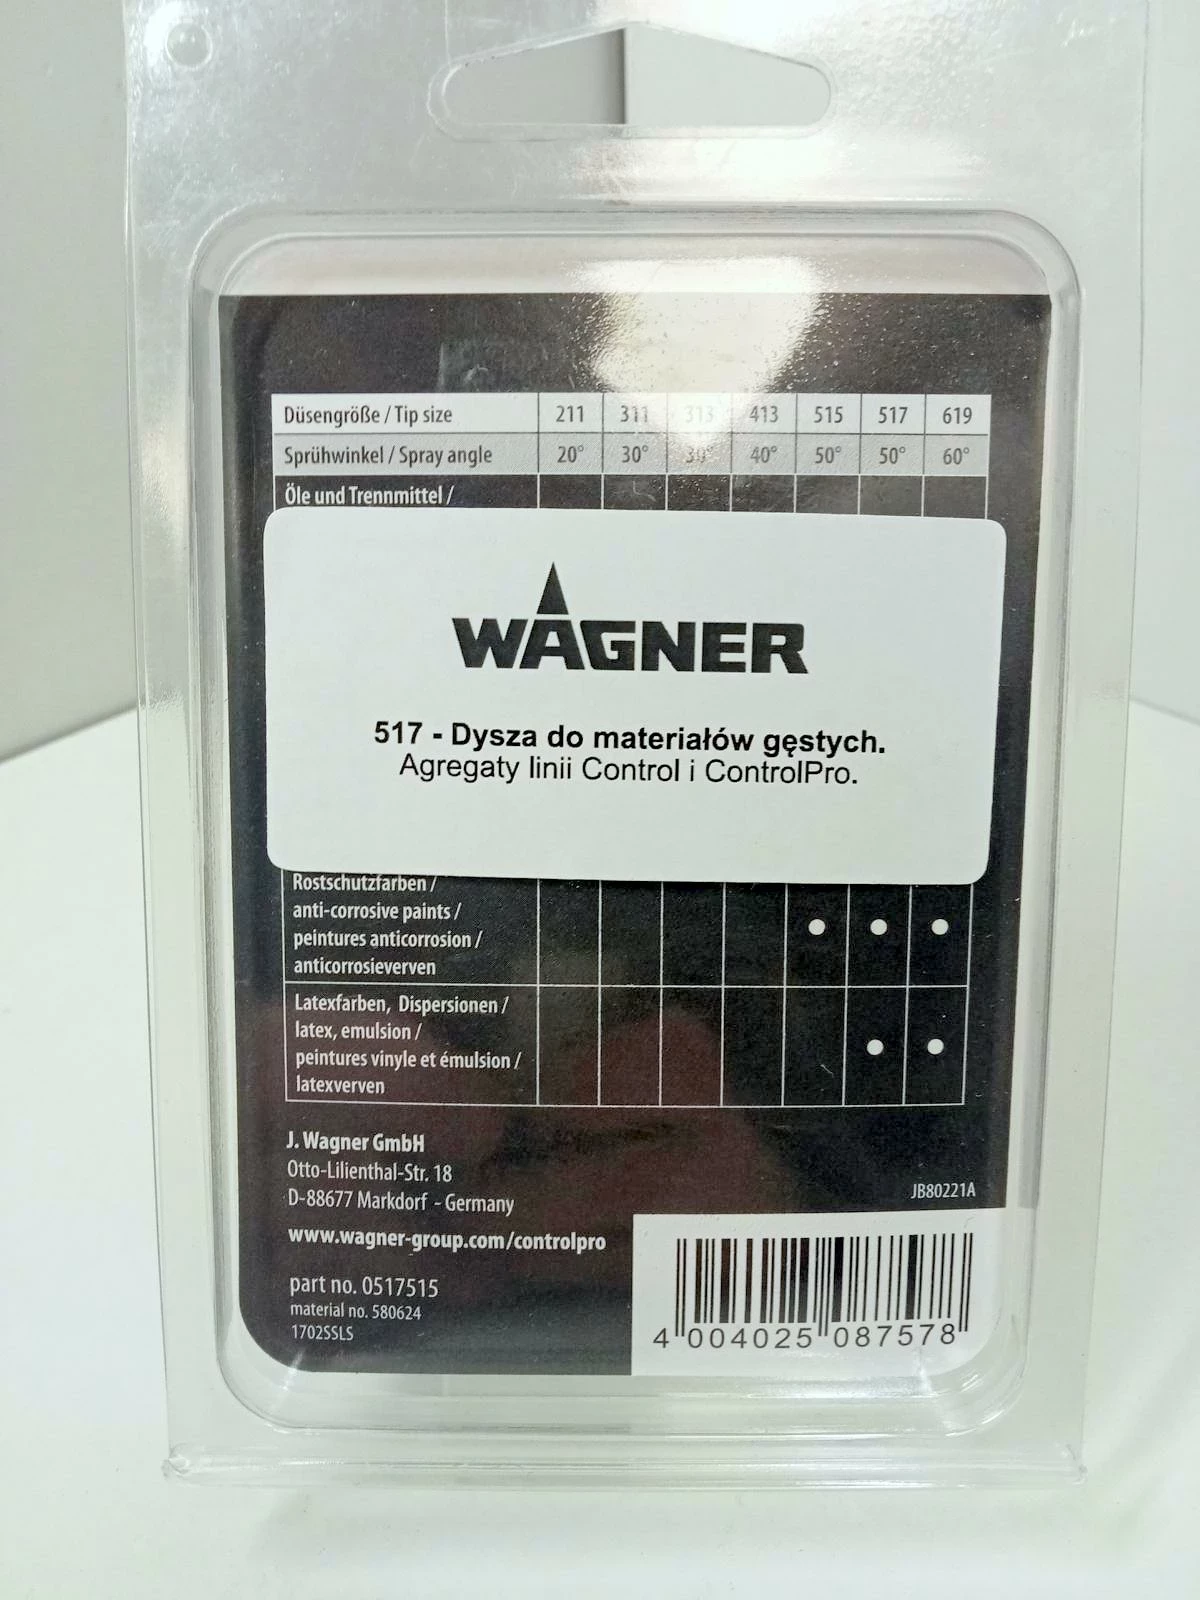 Düsengröße / Tip size 211 311 313 413 515 517 619
Sprühwinkel / Spray angle 20° 30° 30° 40° 50° 50° 60°
Öle und Trennmittel /
WAGNER
517 - Dysza do materiałów gęstych.
Agregaty linii Control i ControlPro.
Rostschutzfarben /
anti-corrosive paints /
peintures anticorrosion /
anticorrosieverven
Latexfarben, Dispersionen /
latex, emulsion /
peintures vinyle et émulsion /
latexverven
J. Wagner GmbH
Otto-Lilienthal-Str. 18
D-88677 Markdorf - Germany
JB80221A
www.wagner-group.com/controlpro
part no. 0517515
material no. 580624
1702SSLS
4 004025 087578